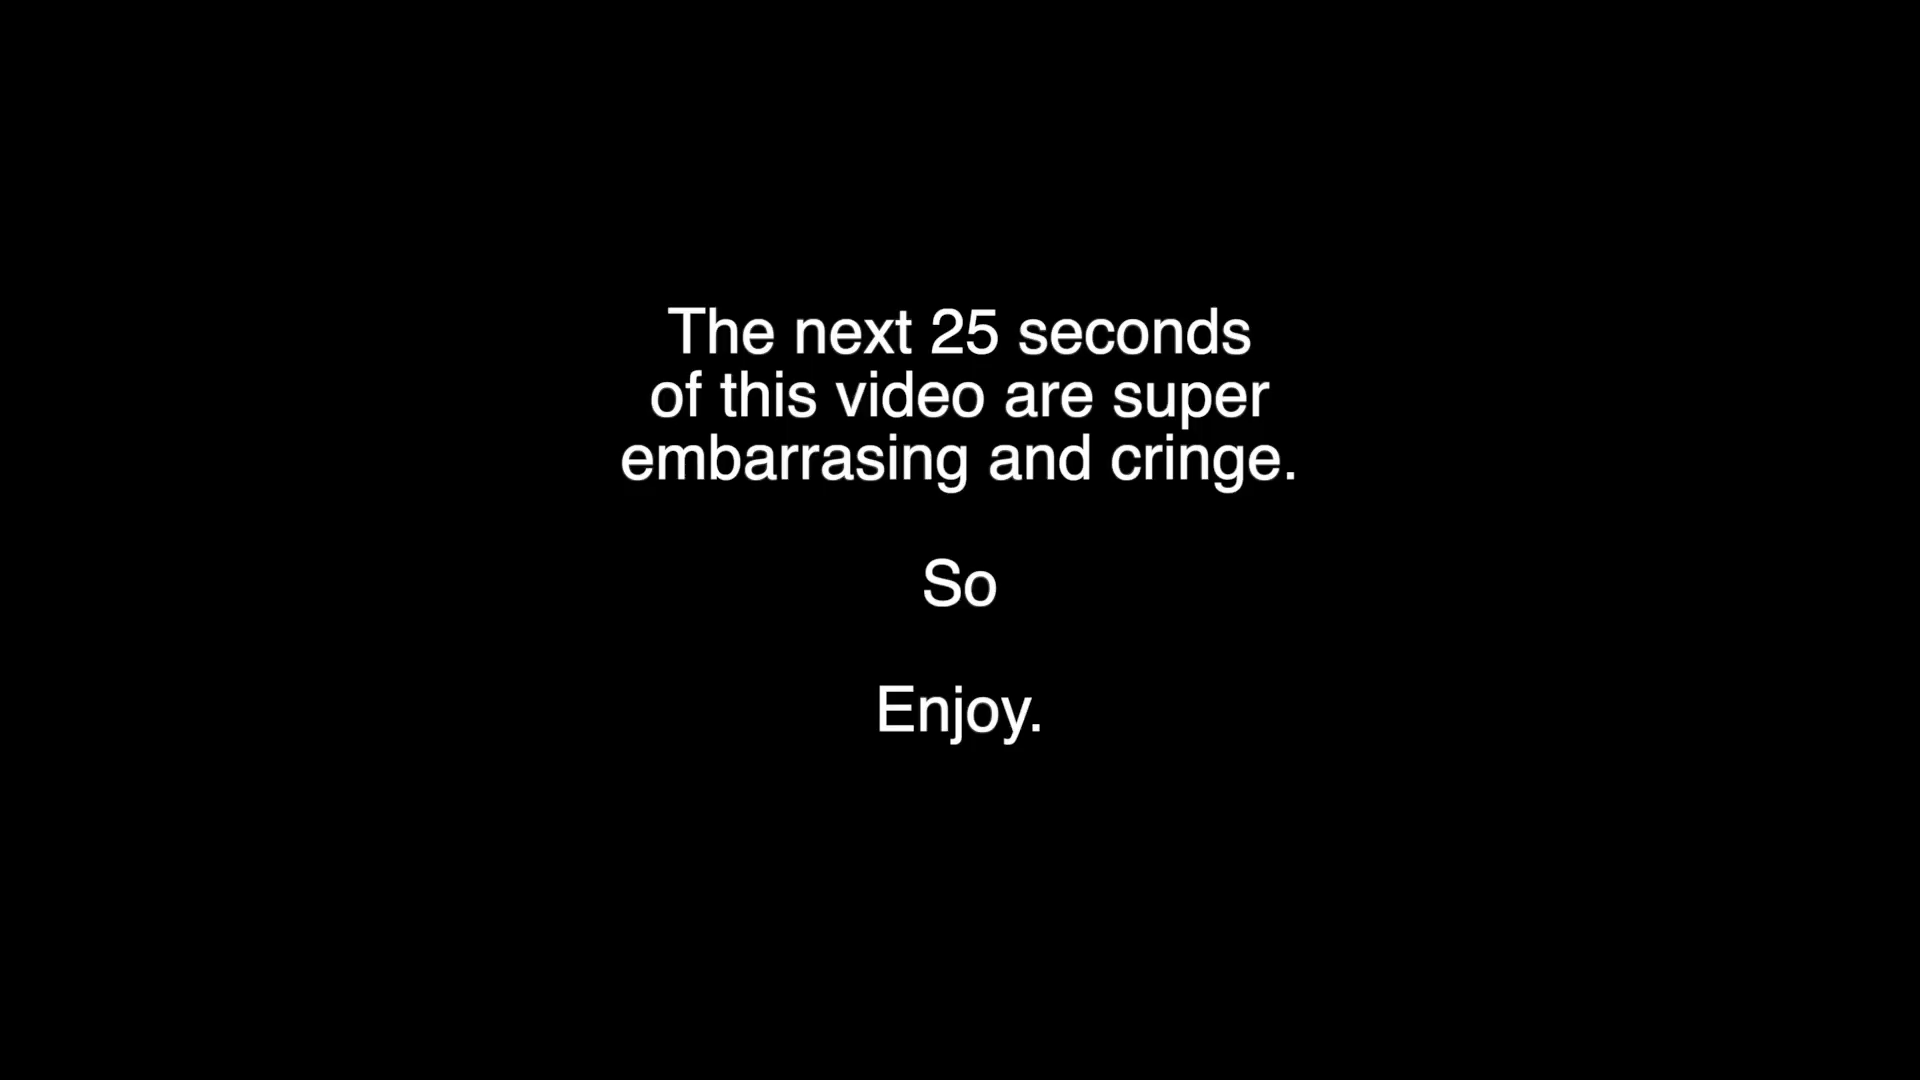 The next 25 seconds
of this video are super
embarrasing and cringe.
So
Enjoy.